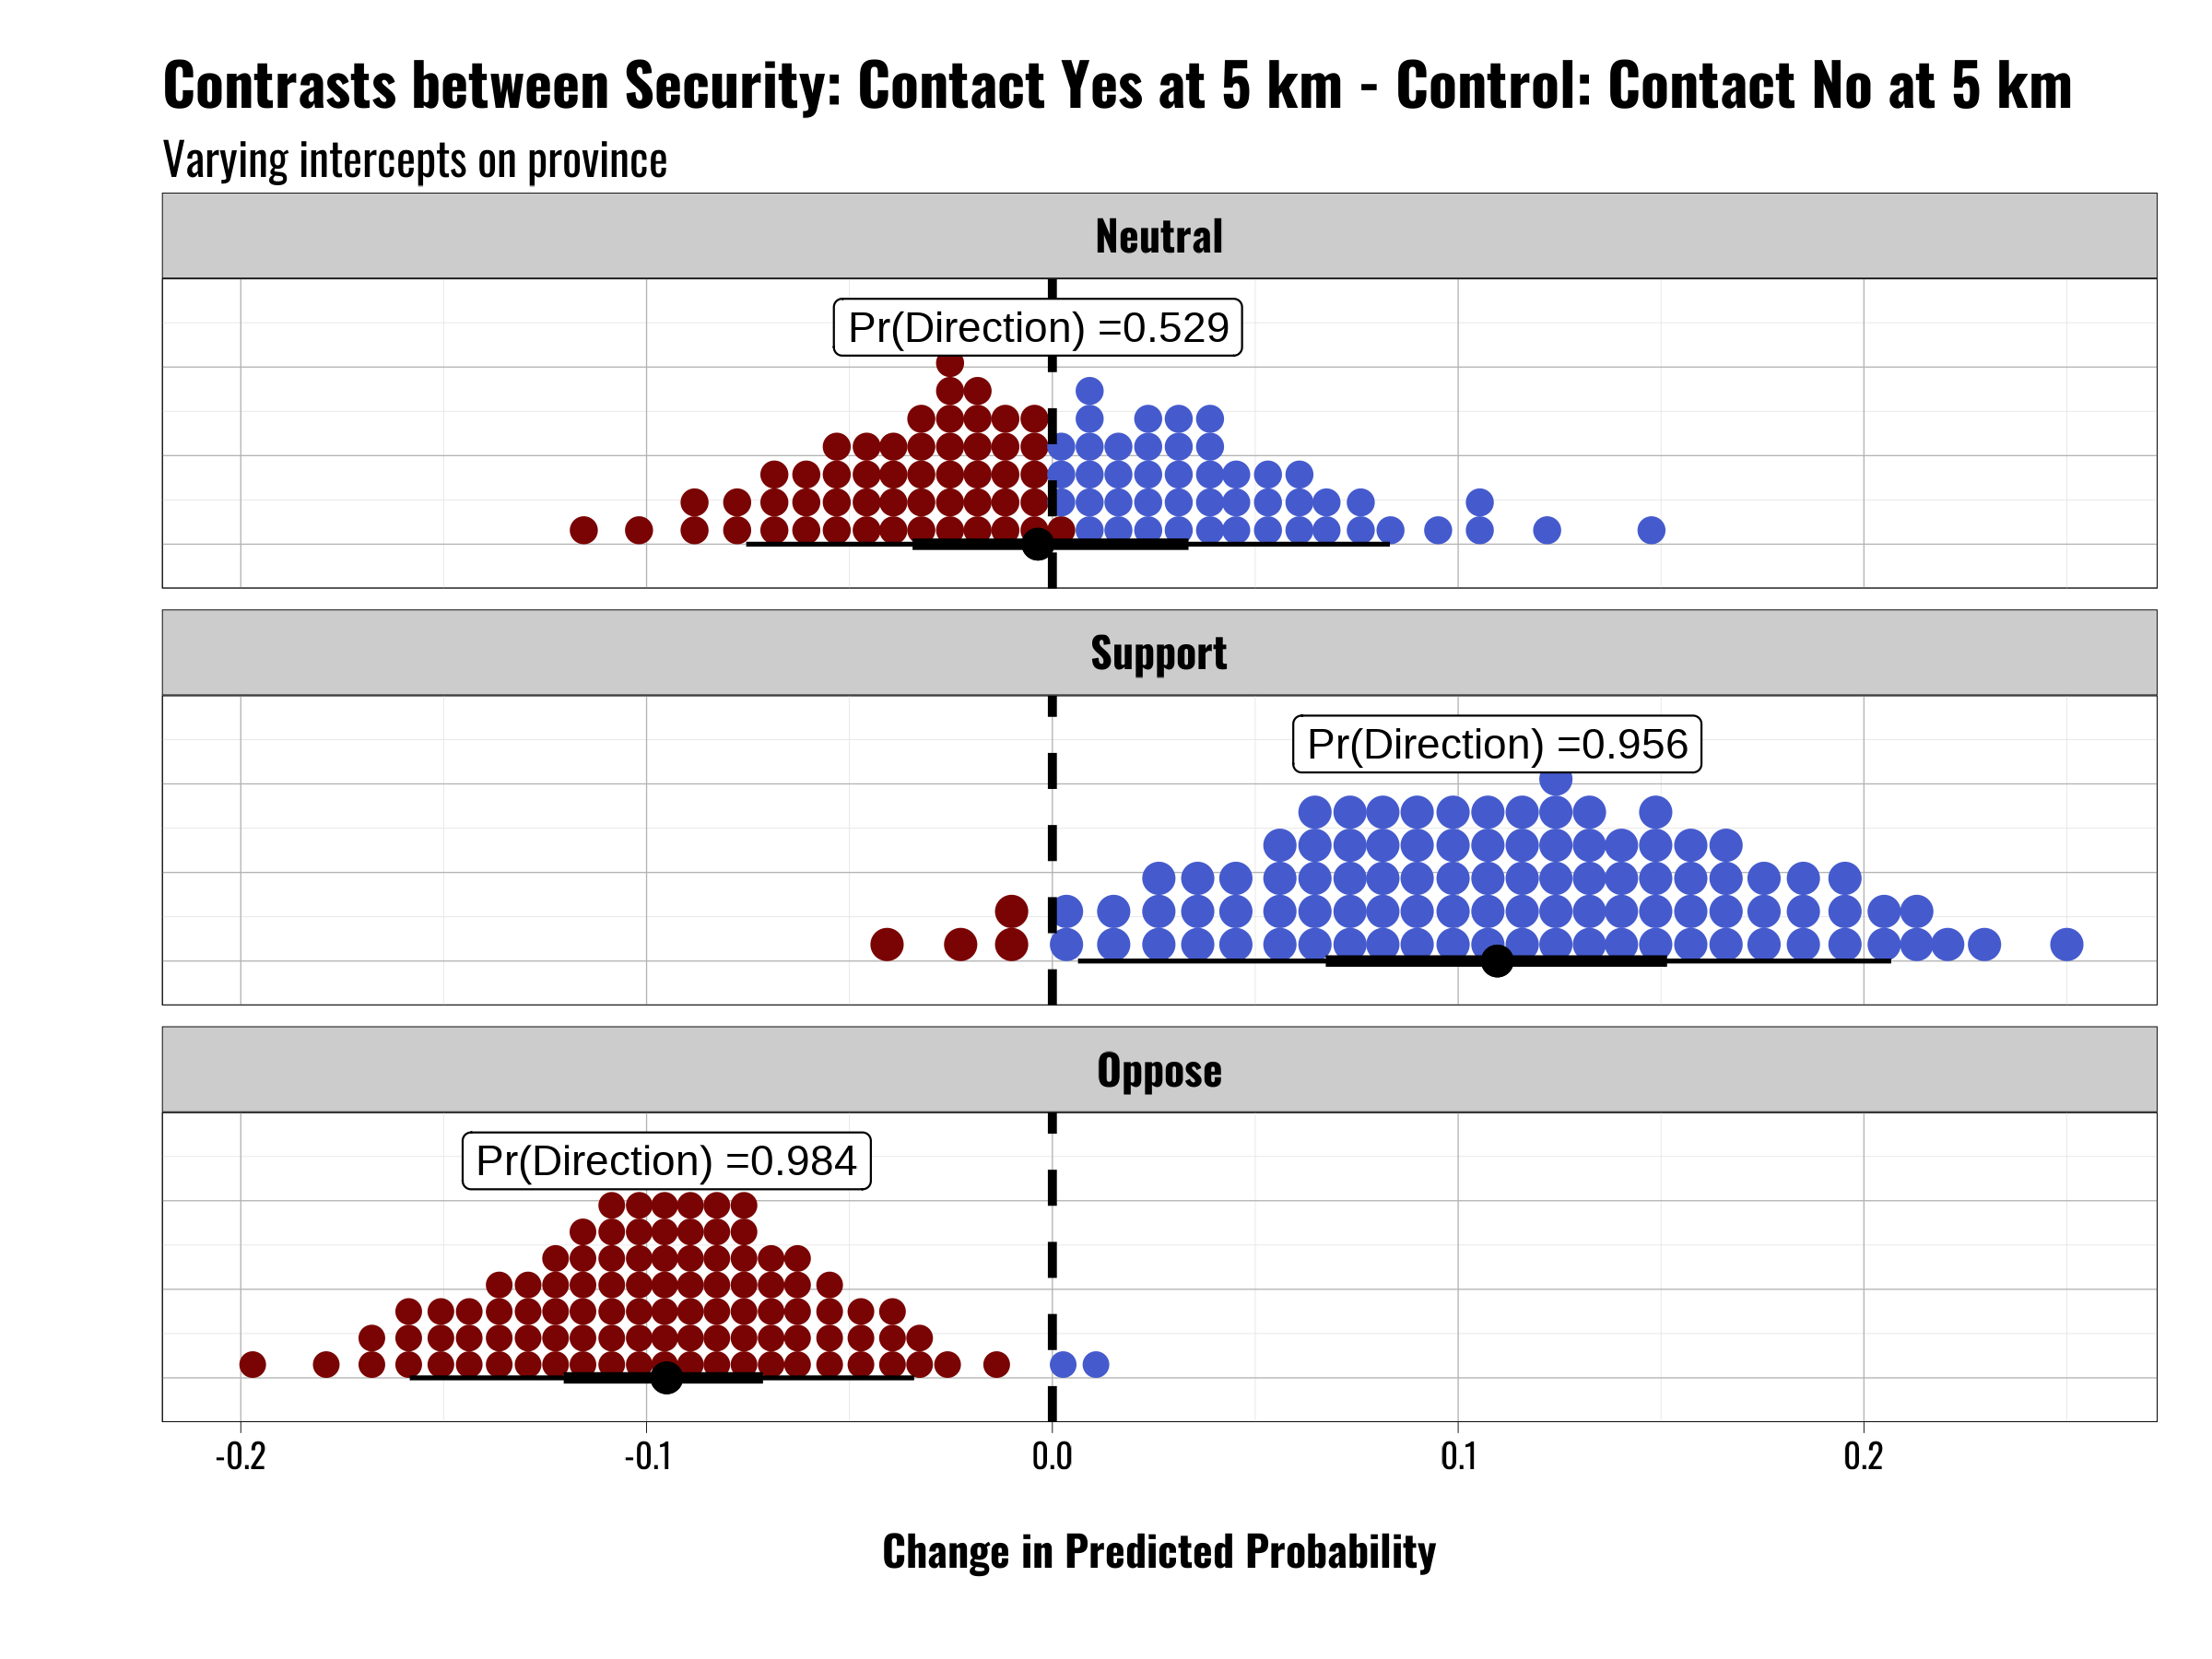 Contrasts between Security: Contact Yes at 5 km - Control: Contact No at 5 km
Varying intercepts on province
Neutral
Pr(Direction) =0.529
Support
Pr(Direction) =0.956
Oppose
Pr(Direction) =0.984
-0.2 -0.1 0.0 0.1 0.2
Change in Predicted Probability